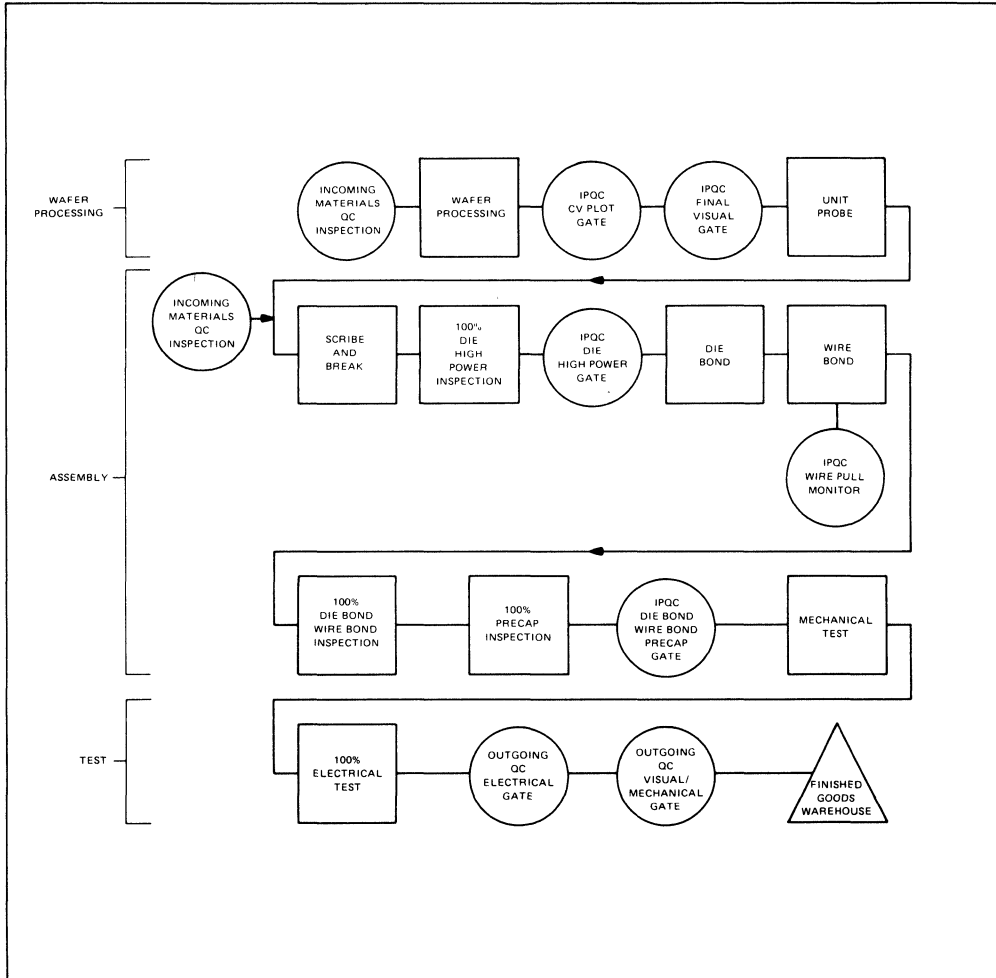 WAFER
PROCESSING
INCOMING
MATERIALS
QC
INSPECTION
WAFER
PROCESSING
IPQC
CV PLOT
GATE
IPQC
FINAL
VISUAL
GATE
UNIT
PROBE
ASSEMBLY
INCOMING
MATERIALS
QC
INSPECTION
SCRIBE
AND
BREAK
100%
DIE
HIGH
POWER
INSPECTION
IPQC
DIE
HIGH POWER
GATE
DIE
BOND
WIRE
BOND
IPQC
WIRE PULL
MONITOR
100%
DIE BOND
WIRE BOND
INSPECTION
100%
PRECAP
INSPECTION
IPQC
DIE BOND
WIRE BOND
PRECAP
GATE
MECHANICAL
TEST
TEST
100%
ELECTRICAL
TEST
OUTGOING
QC
ELECTRICAL
GATE
OUTGOING
QC
VISUAL/
MECHANICAL
GATE
FINISHED
GOODS
WAREHOUSE